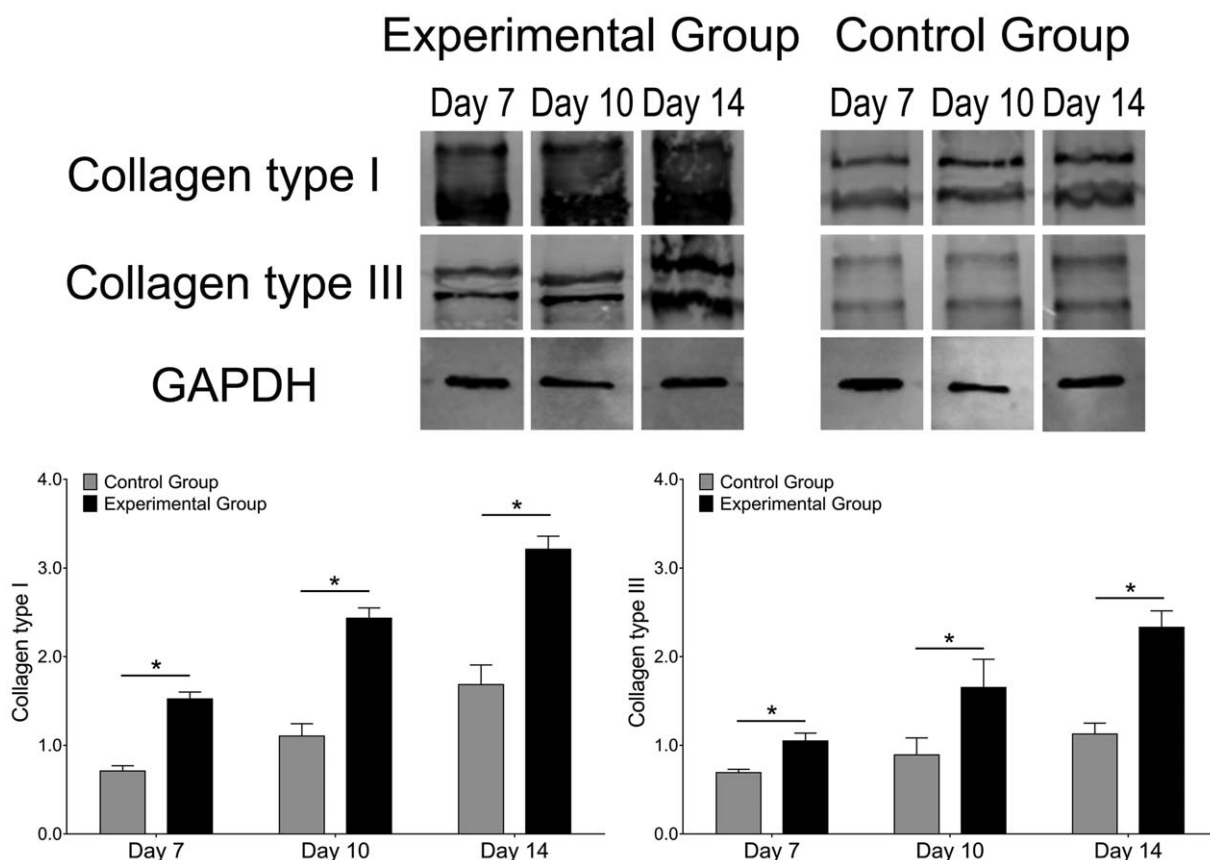 Experimental Group Control Group
Day 7 Day 10 Day 14 Day 7 Day 10 Day 14
Collagen type I
Collagen type III
GAPDH
4.0
3.0
2.0
1.0
0.0
Collagen type I
Control Group
Experimental Group
*
*
*
Day 7 Day 10 Day 14
4.0
3.0
2.0
1.0
0.0
Collagen type III
Control Group
Experimental Group
*
*
*
Day 7 Day 10 Day 14